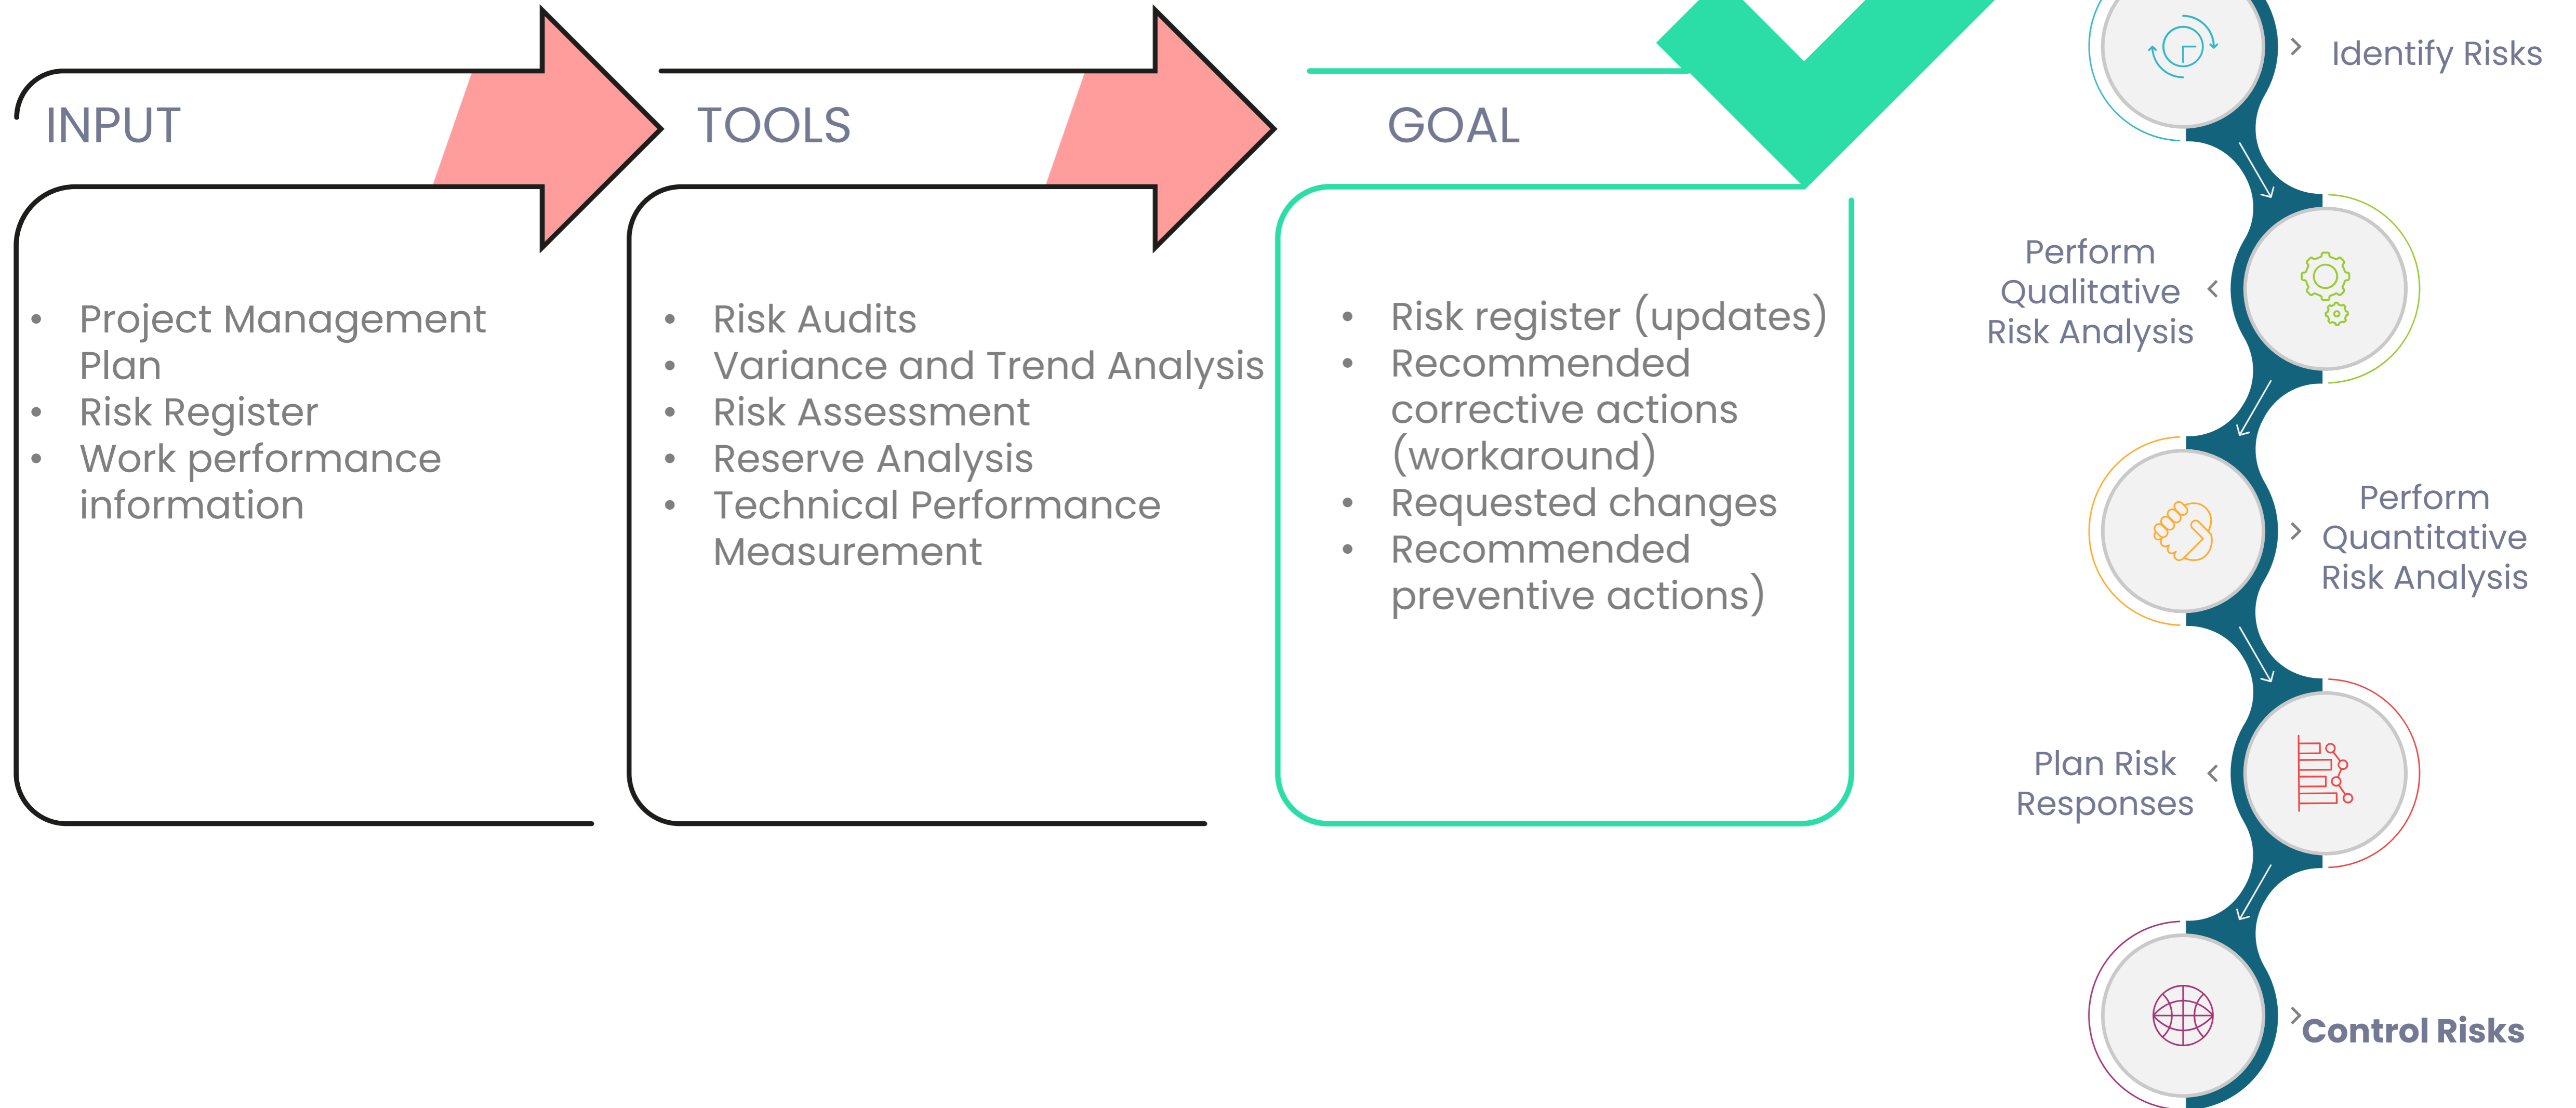 INPUT
• Project Management
Plan
• Risk Register
• Work performance
information
TOOLS
• Risk Audits
• Variance and Trend Analysis
• Risk Assessment
• Reserve Analysis
• Technical Performance
Measurement
GOAL
• Risk register (updates)
• Recommended
corrective actions
(workaround)
• Requested changes
• Recommended
preventive actions)
Identify Risks
Perform
Qualitative
Risk Analysis
Perform
Quantitative
Risk Analysis
Plan Risk
Responses
Control Risks